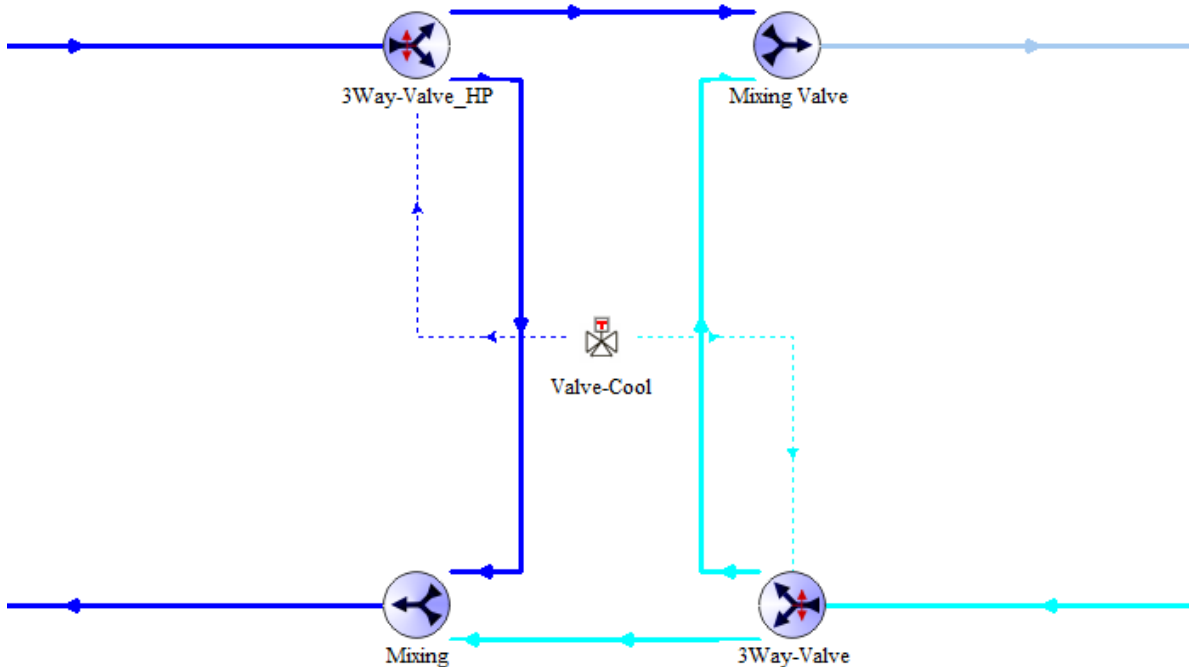 3Way-Valve_HP
Mixing Valve
T
Valve-Cool
Mixing
3Way-Valve